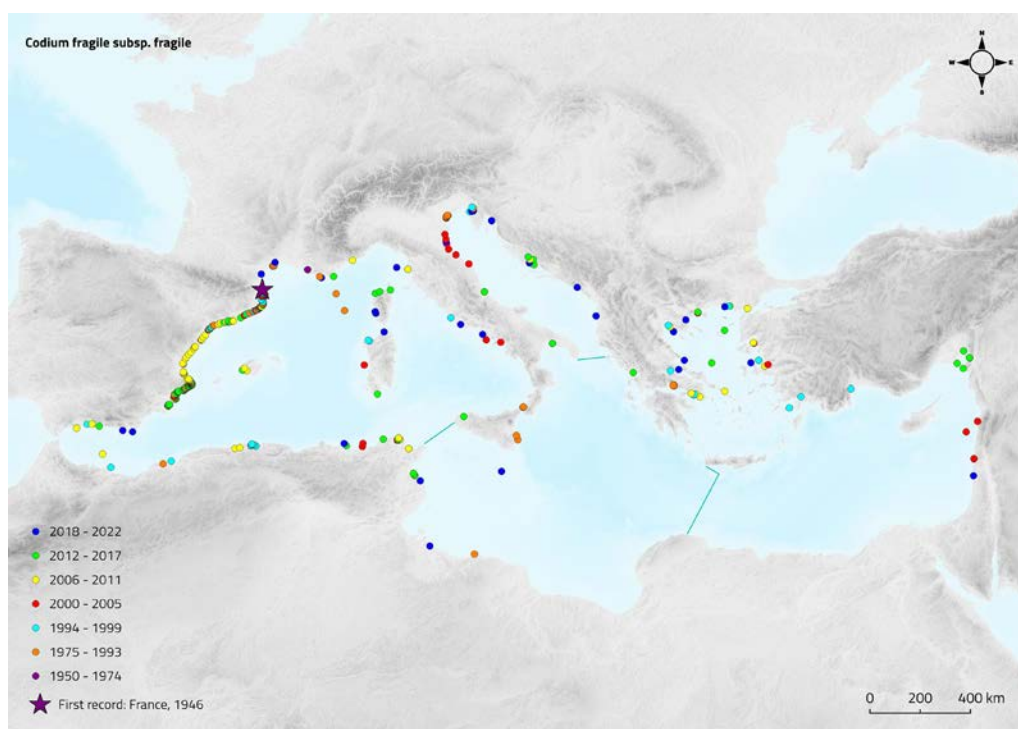 Codium fragile subsp. fragile
N
W
E
S
2018 - 2022
2012 - 2017
2006 - 2011
2000 - 2005
1994 - 1999
1975 - 1993
1950 - 1974
First record: France, 1946
0 200 400 km